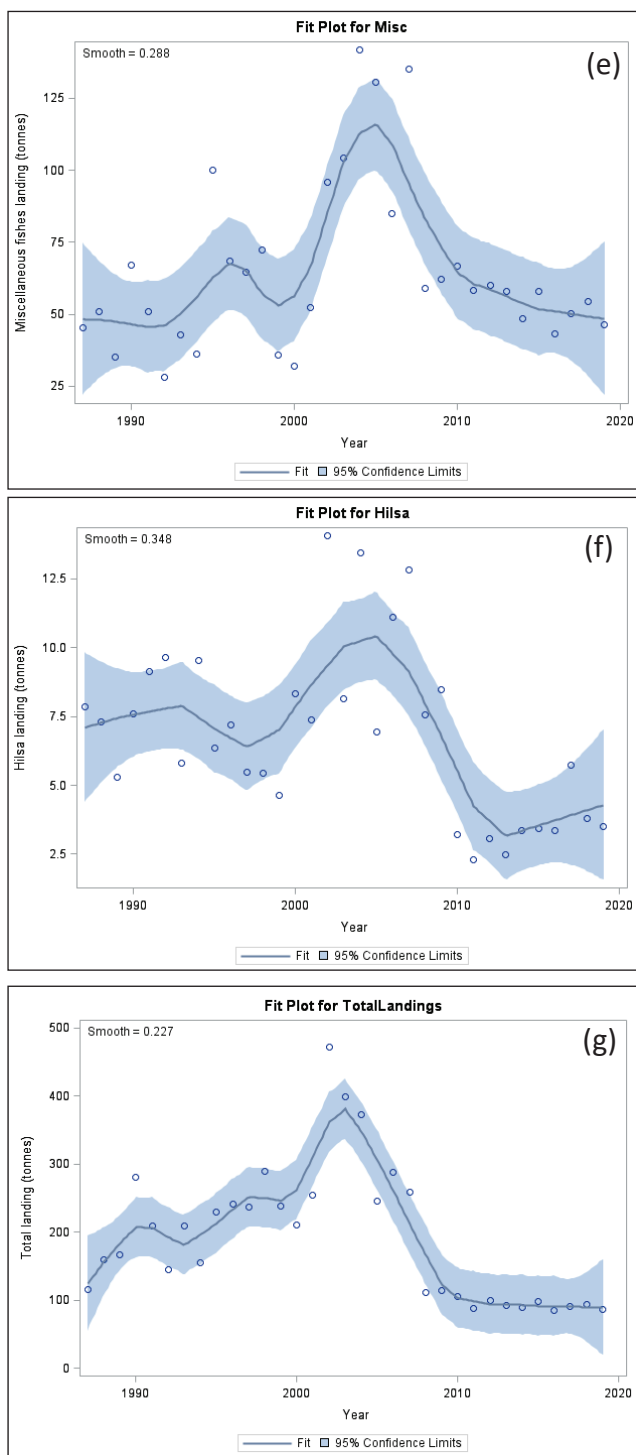 Fit Plot for Misc
Smooth = 0.288
(e)
125
100
75
50
25
Miscellaneous fishes landing (tonnes)
1990
2000
2010
2020
Year
Fit 95% Confidence Limits
Fit Plot for Hilsa
Smooth = 0.348
(f)
12.5
10.0
7.5
5.0
2.5
Hilsa landing (tonnes)
1990
2000
2010
2020
Year
Fit 95% Confidence Limits
Fit Plot for TotalLandings
Smooth = 0.227
(g)
500
400
300
200
100
0
Total landing (tonnes)
1990
2000
2010
2020
Year
Fit 95% Confidence Limits